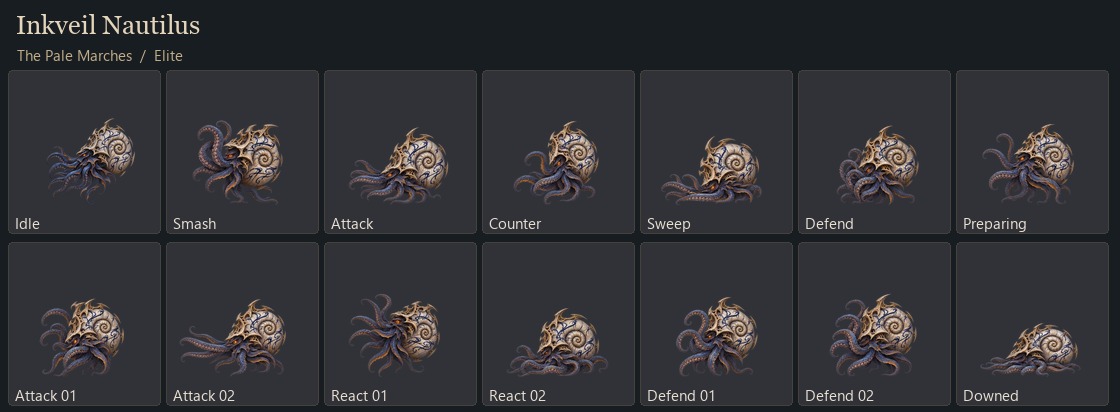 Inkveil Nautilus
The Pale Marches / Elite
Idle
Smash
Attack
Counter
Sweep
Defend
Preparing
Attack 01
Attack 02
React 01
React 02
Defend 01
Defend 02
Downed